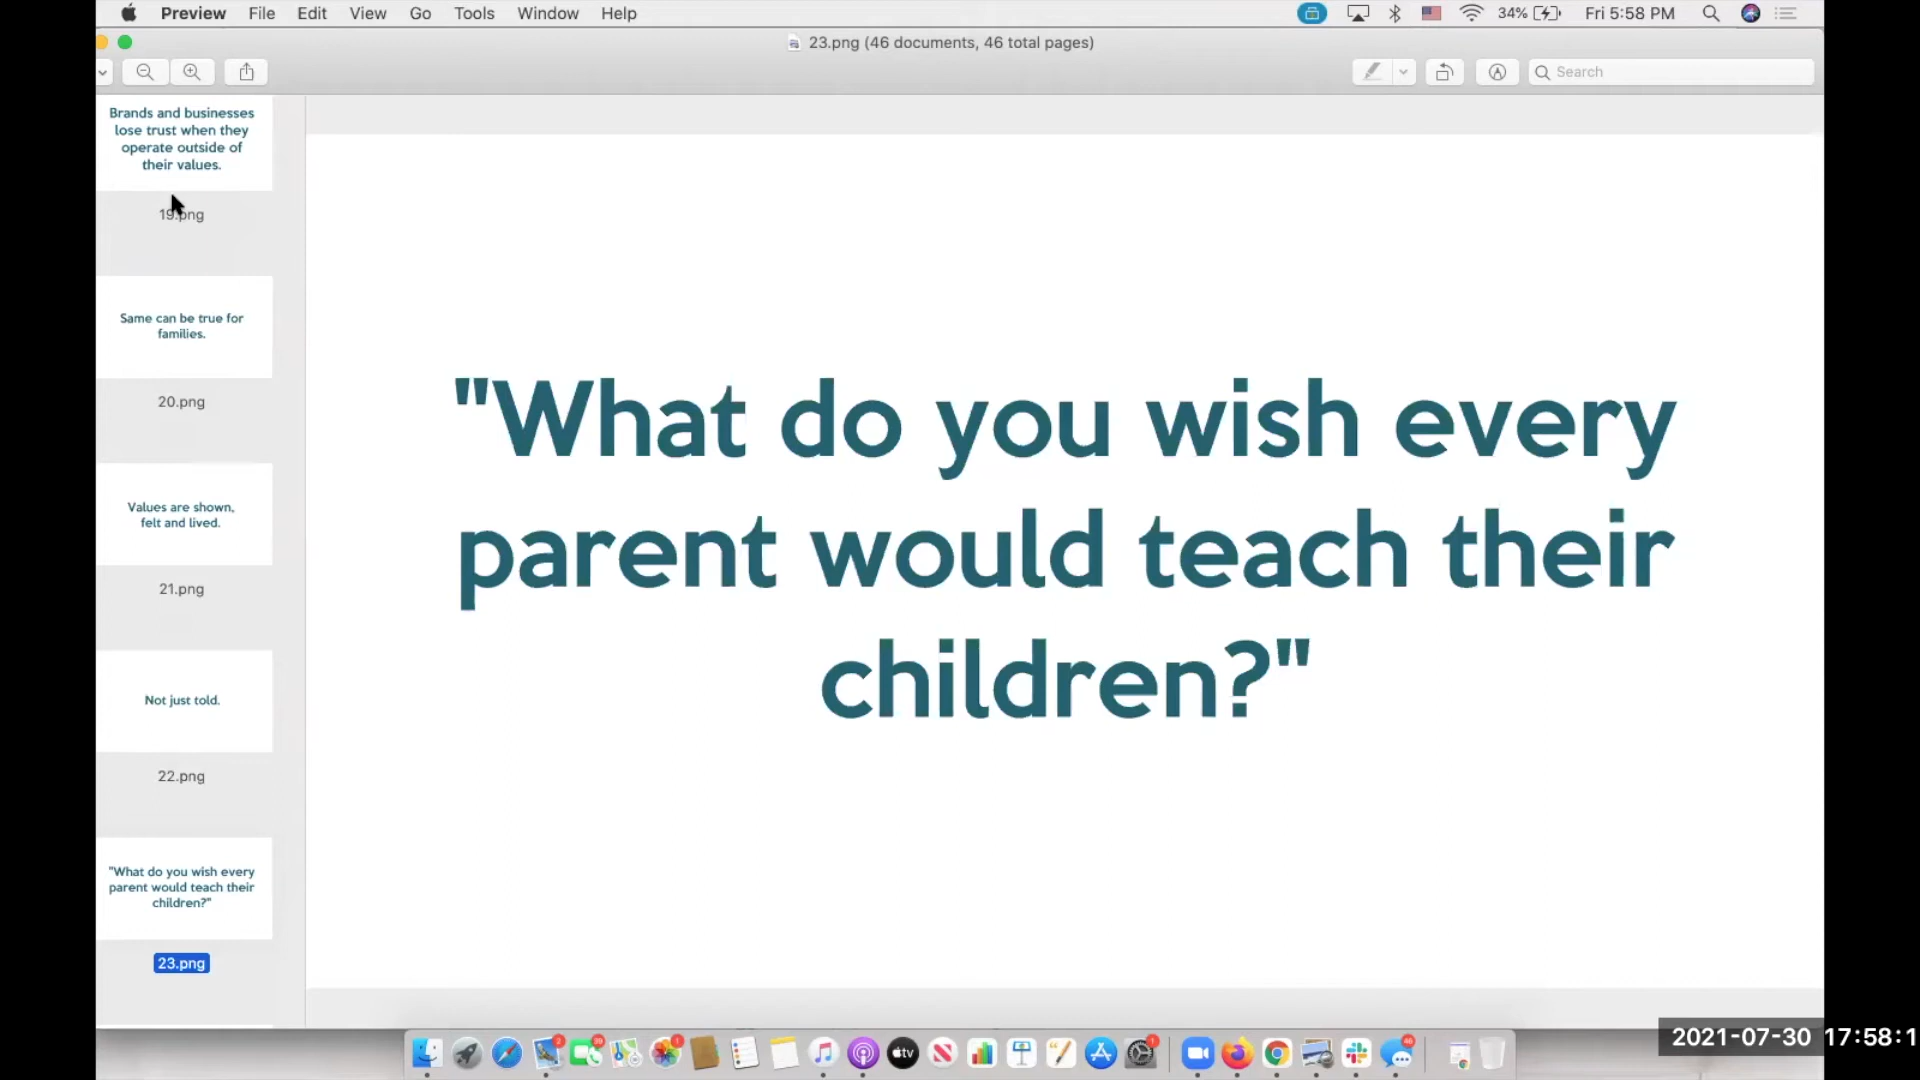 Preview File Edit View Go Tools Window Help 34% Fri 5:58 PM
23.png (46 documents, 46 total pages)
Search
Brands and businesses
lose trust when they
operate outside of
their values.
19.png
Same can be true for
families.
20.png
Values are shown,
felt and lived.
21.png
Not just told.
22.png
"What do you wish every
parent would teach their
children?"
23.png
"What do you wish every
parent would teach their
children?"
tv
2021-07-30 17:58:1